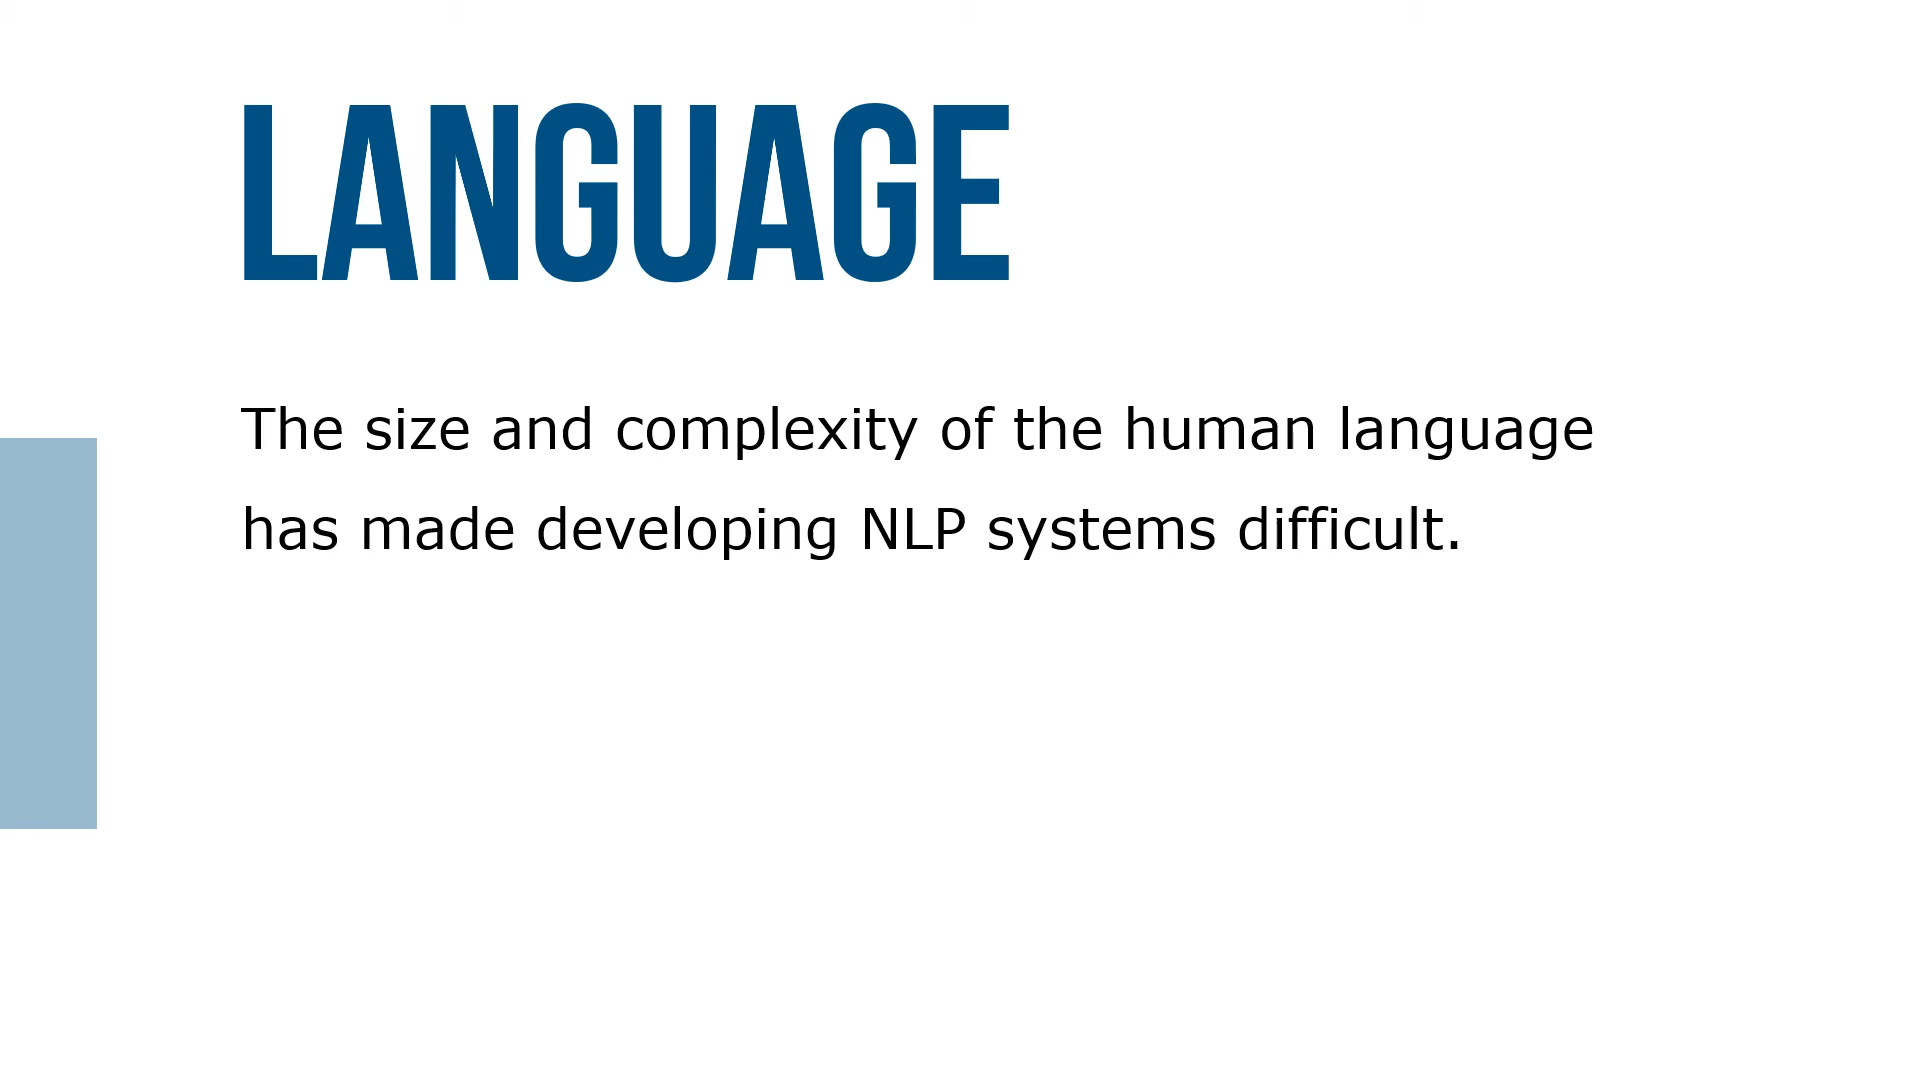 LANGUAGE
The size and complexity of the human language
has made developing NLP systems difficult.